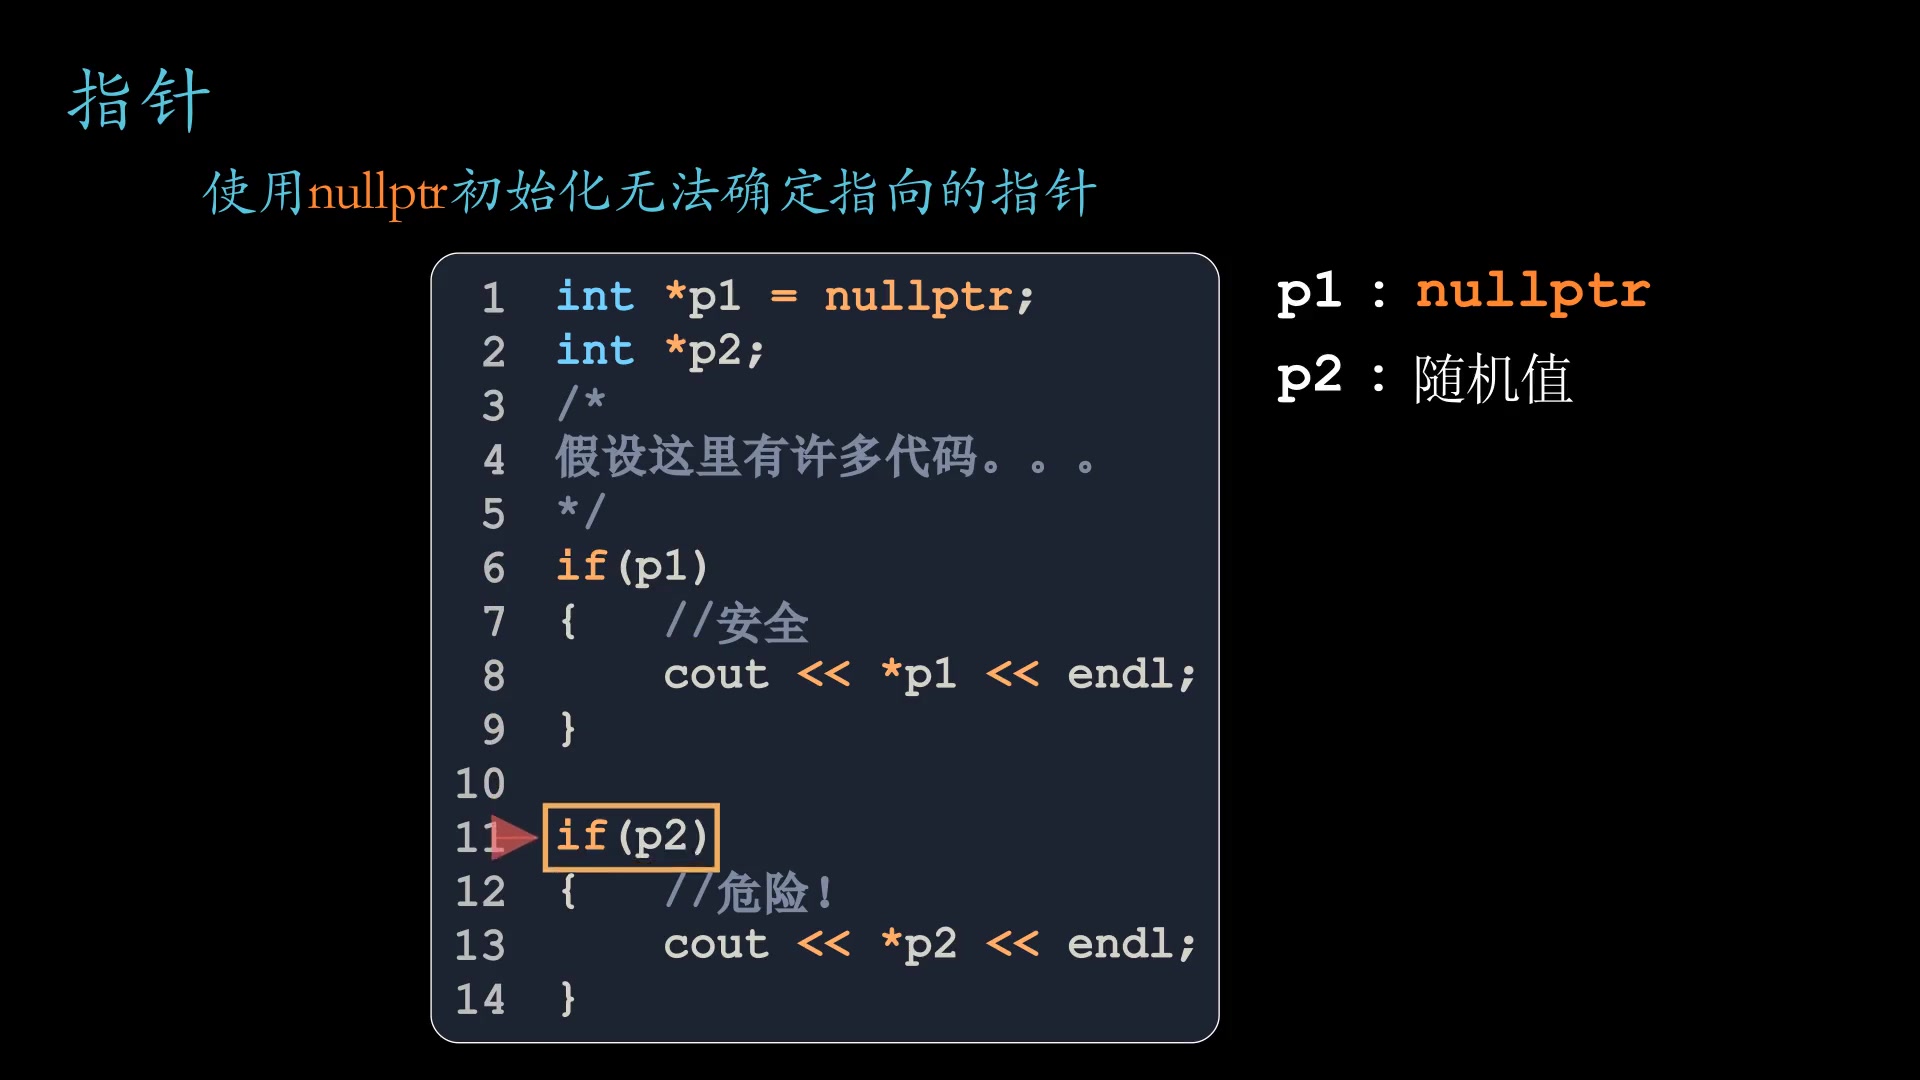 指针
使用nullptr初始化无法确定指向的指针
1 int *p1 = nullptr;
2 int *p2;
3 /*
4 假设这里有许多代码。。。
5 */
6 if(p1)
7 {    //安全
8     cout << *p1 << endl;
9 }
10
11 if(p2)
12 {    //危险!
13     cout << *p2 << endl;
14 }
p1 : nullptr
p2 : 随机值